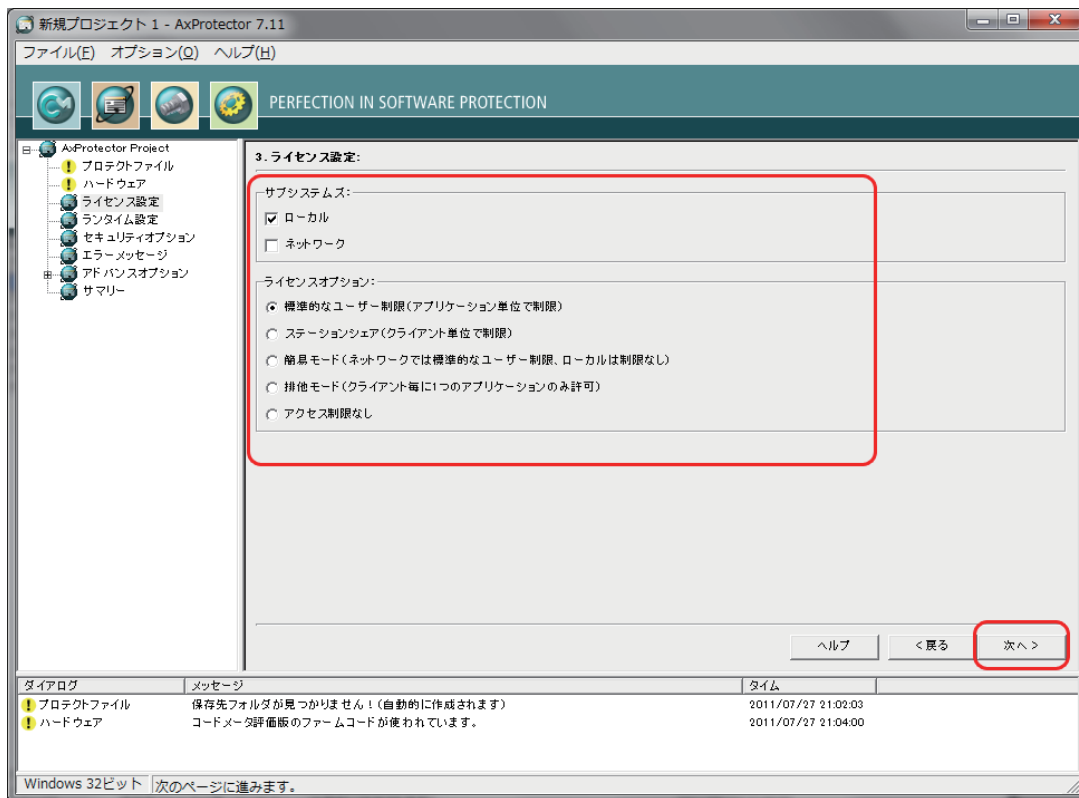 新規プロジェクト 1 - AxProtector 7.11
ファイル(F) オプション(O) ヘルプ(H)
PERFECTION IN SOFTWARE PROTECTION
AxProtector Project
プロテクトファイル
ハードウェア
ライセンス設定
ランタイム設定
セキュリティオプション
エラーメッセージ
アドバンスオプション
サマリー
3.ライセンス設定:
サブシステムズ:
ローカル
ネットワーク
ライセンスオプション:
標準的なユーザー制限(アプリケーション単位で制限)
ステーションシェア(クライアント単位で制限)
簡易モード(ネットワークでは標準的なユーザー制限、ローカルは制限なし)
排他モード(クライアント毎に1つのアプリケーションのみ許可)
アクセス制限なし
ヘルプ <戻る 次へ>
ダイアログ メッセージ タイム
プロテクトファイル 保存先フォルダが見つかりません!(自動的に作成されます) 2011/07/27 21:02:03
ハードウェア コードメータ評価版のファームコードが使われています。 2011/07/27 21:04:00
Windows 32ビット 次のページに進みます。